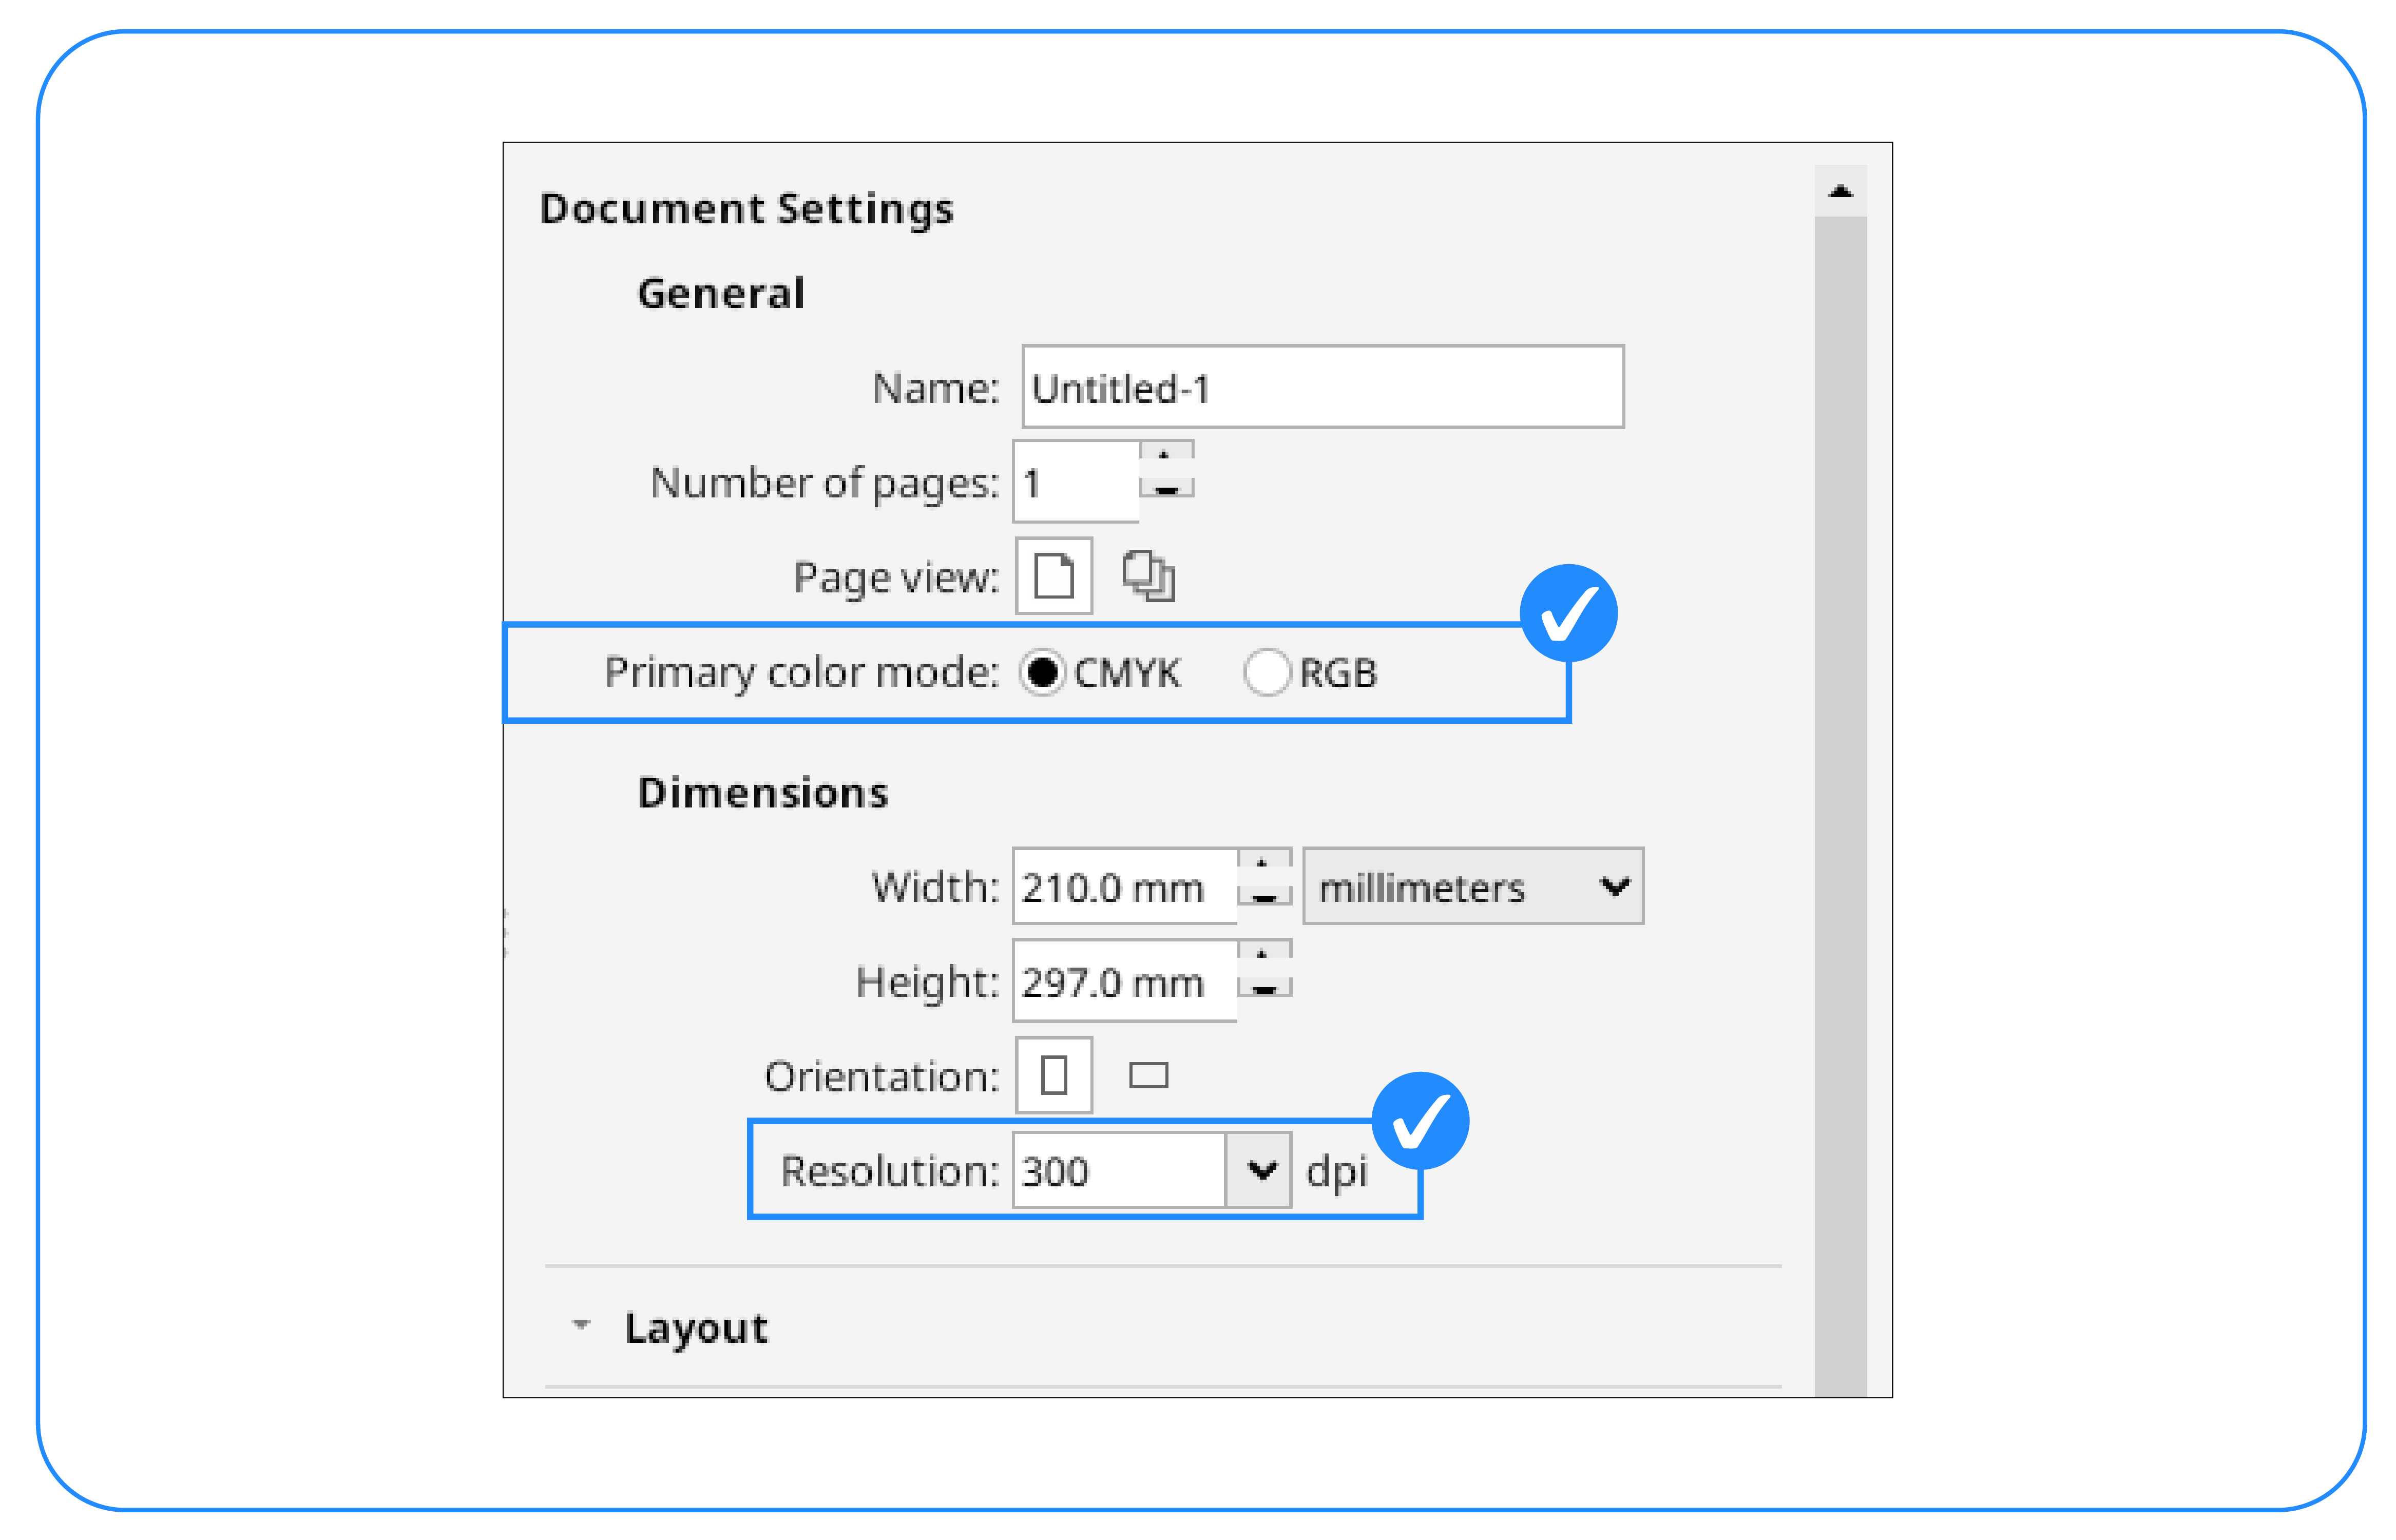 Document Settings
General
Name: Untitled-1
Number of pages: 1
Page view:
Primary color mode: CMYK RGB
Dimensions
Width: 210.0 mm millimeters
Height: 297.0 mm
Orientation:
Resolution: 300 dpi
Layout